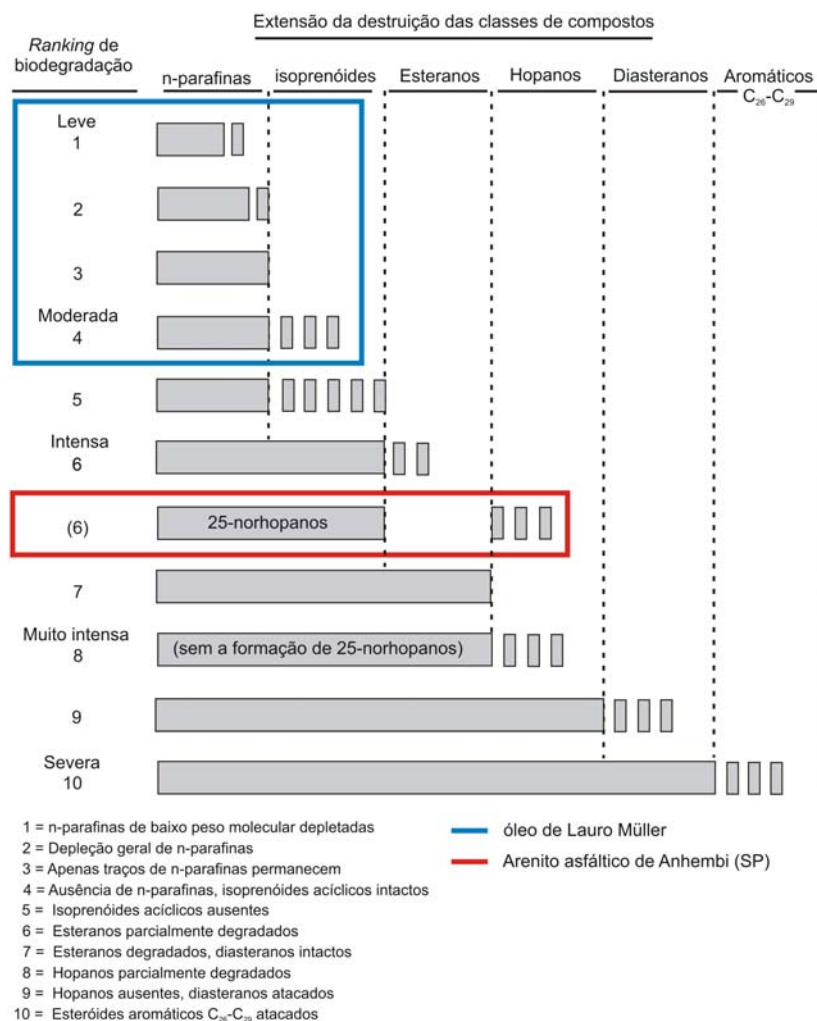 Extensão da destruição das classes de compostos
Ranking de
biodegradação
n-parafinas
isoprenóides
Esteranos
Hopanos
Diasteranos
Aromáticos
C₂₆-C₂₉
Leve
1
2
3
Moderada
4
5
Intensa
6
(6)
25-norhopanos
7
Muito intensa
8
(sem a formação de 25-norhopanos)
9
Severa
10
1 = n-parafinas de baixo peso molecular depletadas
2 = Depleção geral de n-parafinas
3 = Apenas traços de n-parafinas permanecem
4 = Ausência de n-parafinas, isoprenóides acíclicos intactos
5 = Isoprenóides acíclicos ausentes
6 = Esteranos parcialmente degradados
7 = Esteranos degradados, diasteranos intactos
8 = Hopanos parcialmente degradados
9 = Hopanos ausentes, diasteranos atacados
10 = Esteróides aromáticos C₂₆-C₂₉ atacados
óleo de Lauro Müller
Arenito asfáltico de Anhembi (SP)